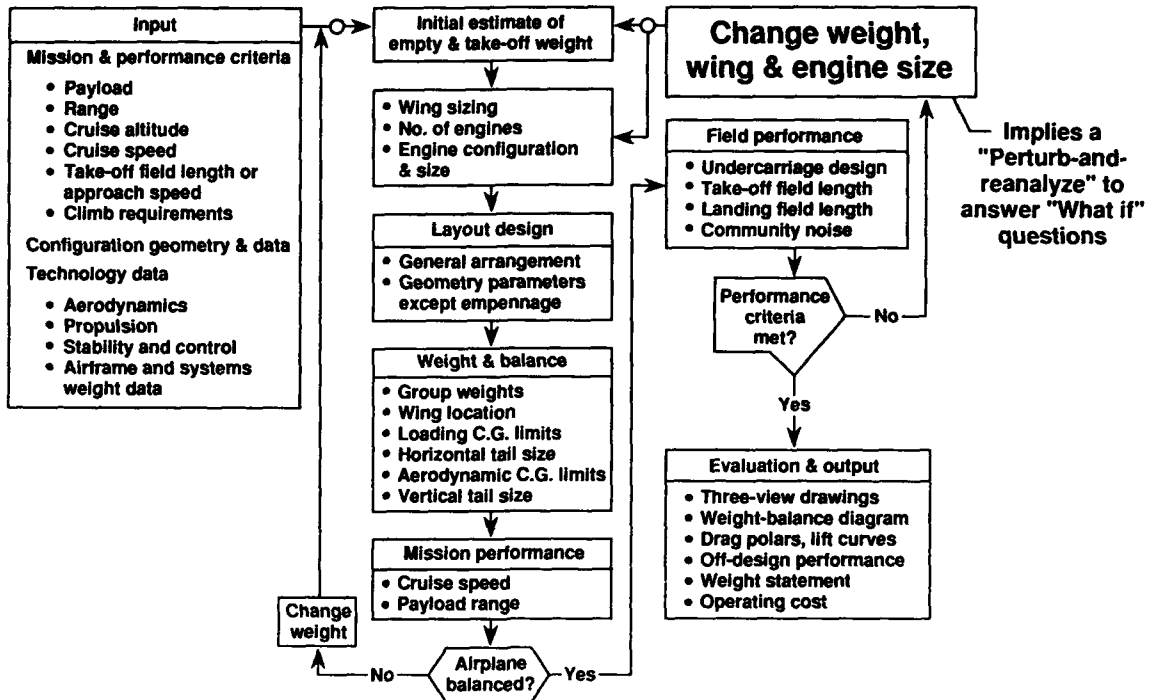 Input
Mission & performance criteria
• Payload
• Range
• Cruise altitude
• Cruise speed
• Take-off field length or
approach speed
• Climb requirements
Configuration geometry & data
Technology data
• Aerodynamics
• Propulsion
• Stability and control
• Airframe and systems
weight data
Initial estimate of
empty & take-off weight
• Wing sizing
• No. of engines
• Engine configuration
& size
Layout design
• General arrangement
• Geometry parameters
except empennage
Weight & balance
• Group weights
• Wing location
• Loading C.G. limits
• Horizontal tail size
• Aerodynamic C.G. limits
• Vertical tail size
Mission performance
• Cruise speed
• Payload range
Airplane
balanced?
No
Yes
Change
weight
Change weight,
wing & engine size
Implies a
"Perturb-and-
reanalyze" to
answer "What if"
questions
Field performance
• Undercarriage design
• Take-off field length
• Landing field length
• Community noise
Performance
criteria
met?
No
Yes
Evaluation & output
• Three-view drawings
• Weight-balance diagram
• Drag polars, lift curves
• Off-design performance
• Weight statement
• Operating cost